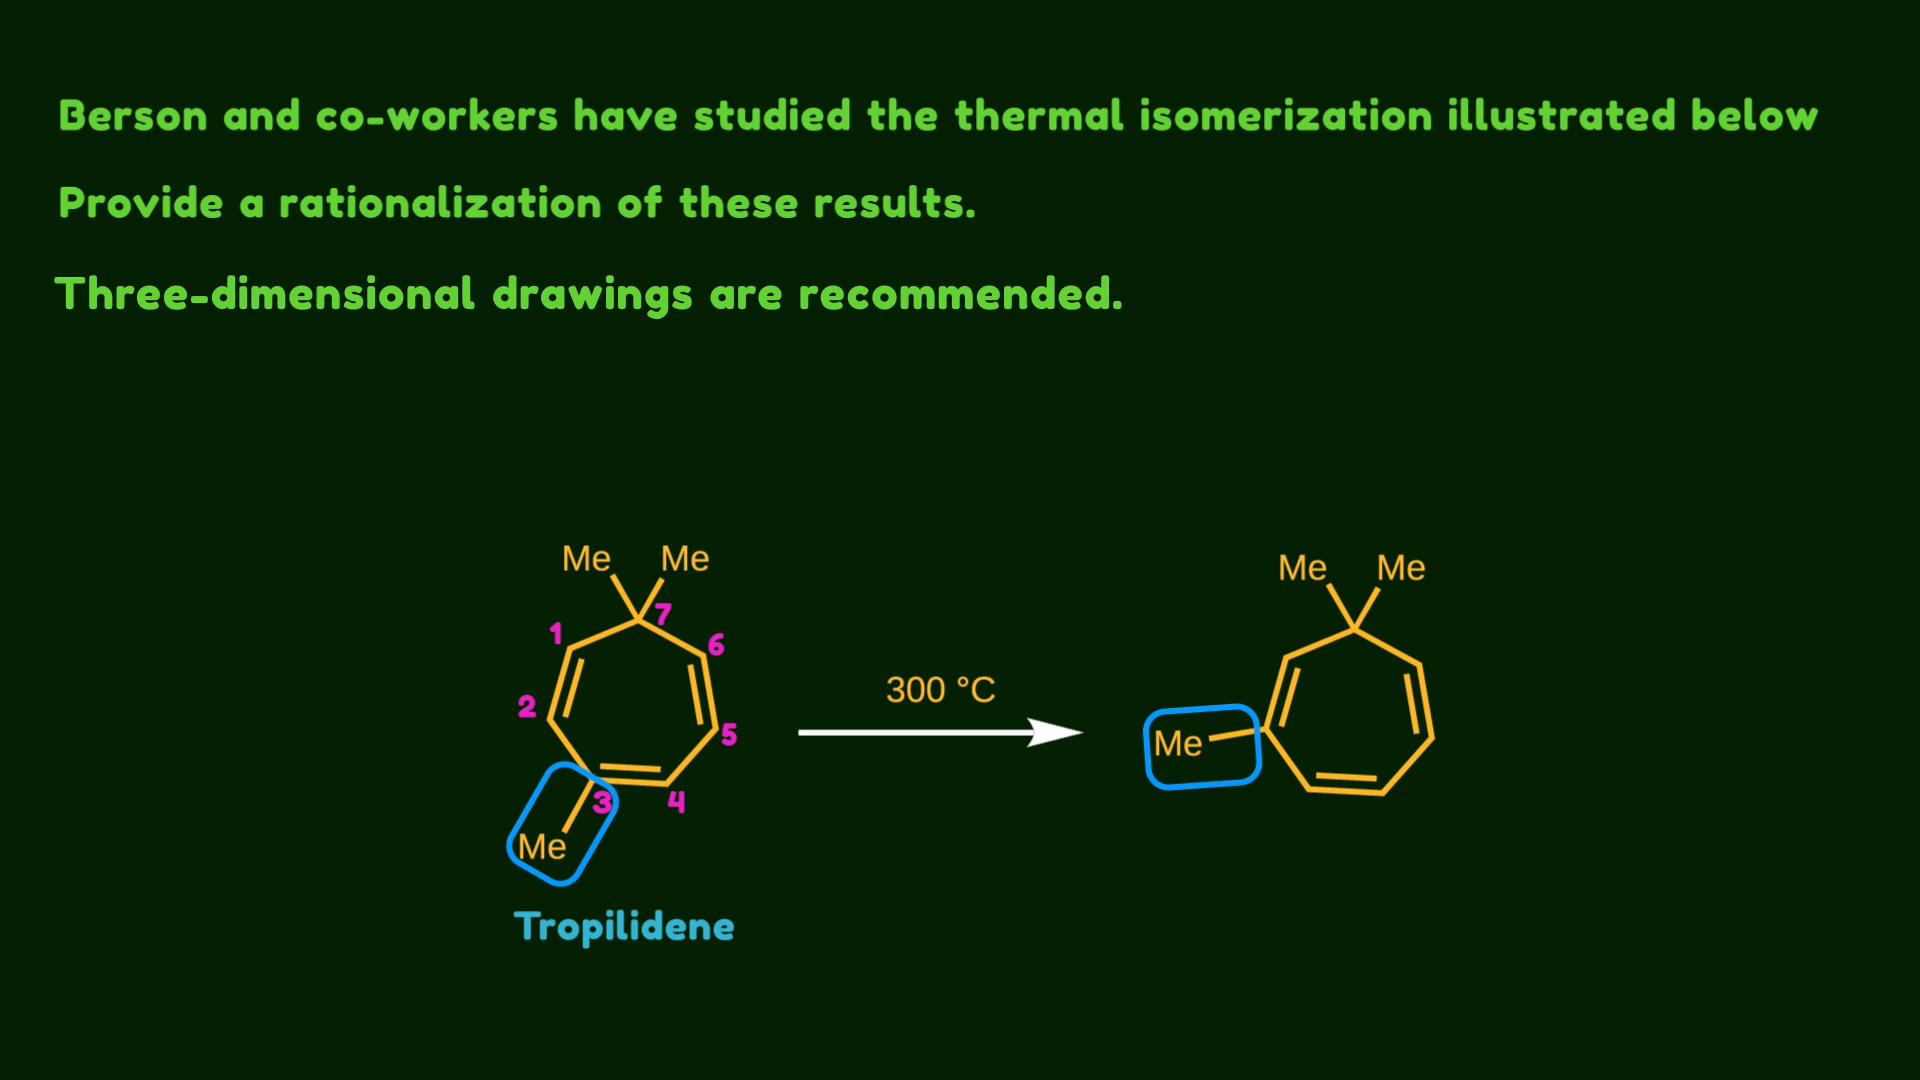 Berson and co-workers have studied the thermal isomerization illustrated below
Provide a rationalization of these results.
Three-dimensional drawings are recommended.
Me Me
7
1
6
2
5
3
4
Me
Tropilidene
300 °C
Me Me
Me